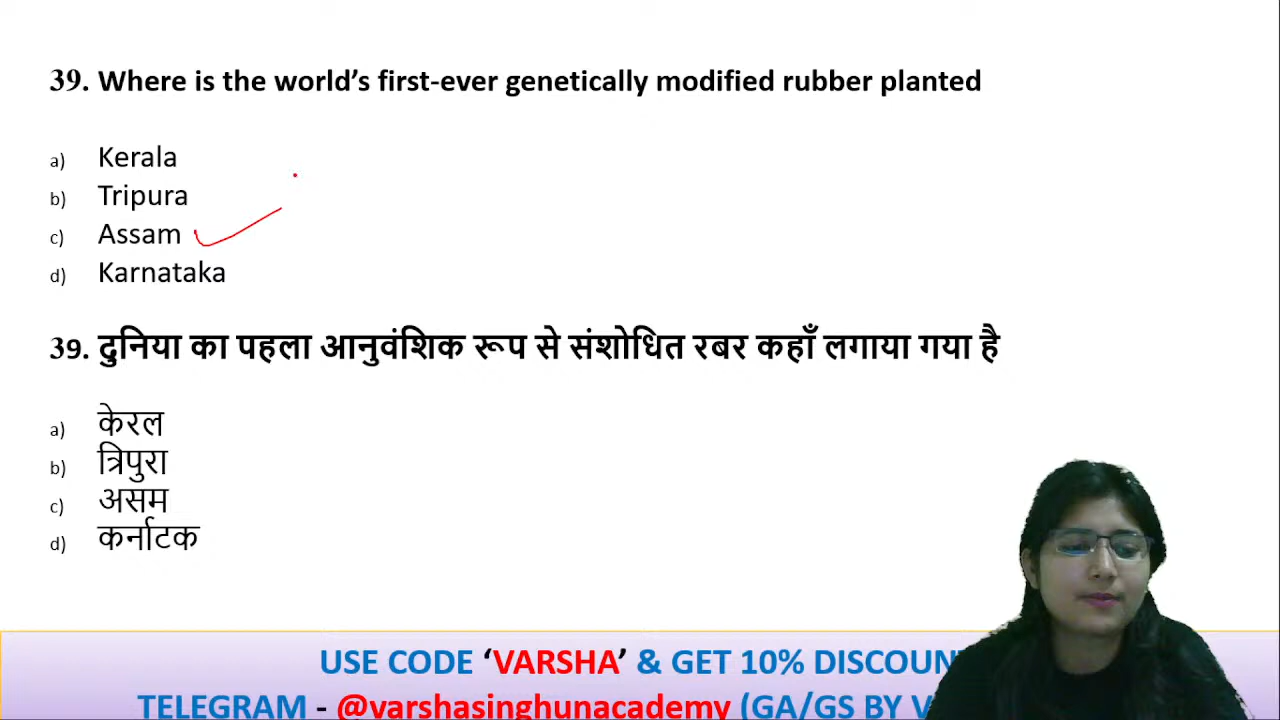 39. Where is the world’s first-ever genetically modified rubber planted
a) Kerala
b) Tripura
c) Assam
d) Karnataka
39. दुनिया का पहला आनुवंशिक रूप से संशोधित रबर कहाँ लगाया गया है
a) केरल
b) त्रिपुरा
c) असम
d) कर्नाटक
USE CODE ‘VARSHA’ & GET 10% DISCOUN
TELEGRAM - @varshasinghunacademy (GA/GS BY V